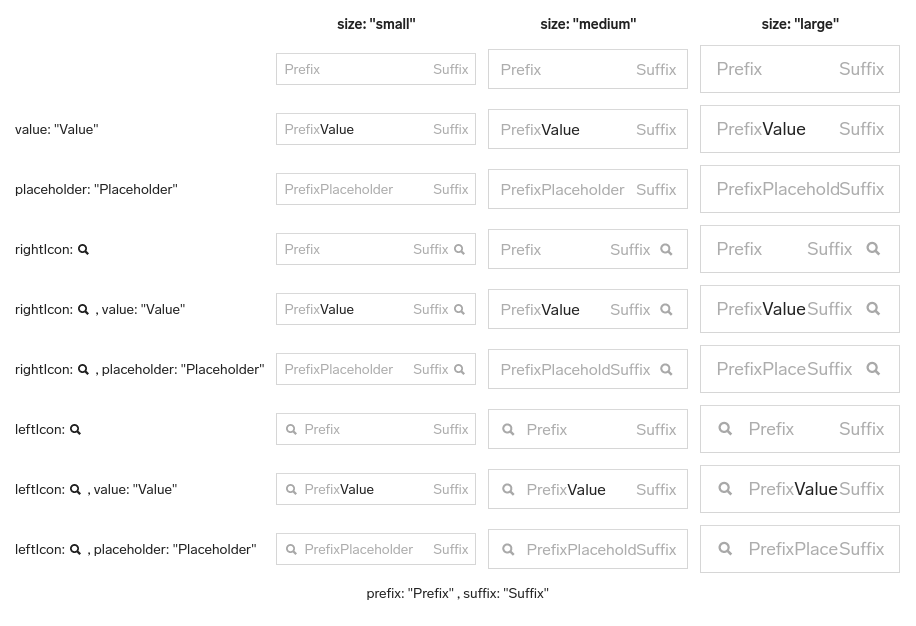 size: "small" size: "medium" size: "large"
Prefix Suffix Prefix Suffix Prefix Suffix
value: "Value" PrefixValue Suffix PrefixValue Suffix PrefixValue Suffix
placeholder: "Placeholder" PrefixPlaceholder Suffix PrefixPlaceholder Suffix PrefixPlaceholdSuffix
rightIcon: Prefix Suffix Prefix Suffix Prefix Suffix
rightIcon: , value: "Value" PrefixValue Suffix PrefixValue Suffix PrefixValueSuffix
rightIcon: , placeholder: "Placeholder" PrefixPlaceholder Suffix PrefixPlaceholdSuffix PrefixPlaceSuffix
leftIcon: Prefix Suffix Prefix Suffix Prefix Suffix
leftIcon: , value: "Value" PrefixValue Suffix PrefixValue Suffix PrefixValueSuffix
leftIcon: , placeholder: "Placeholder" PrefixPlaceholder Suffix PrefixPlaceholdSuffix PrefixPlaceSuffix
prefix: "Prefix" , suffix: "Suffix"